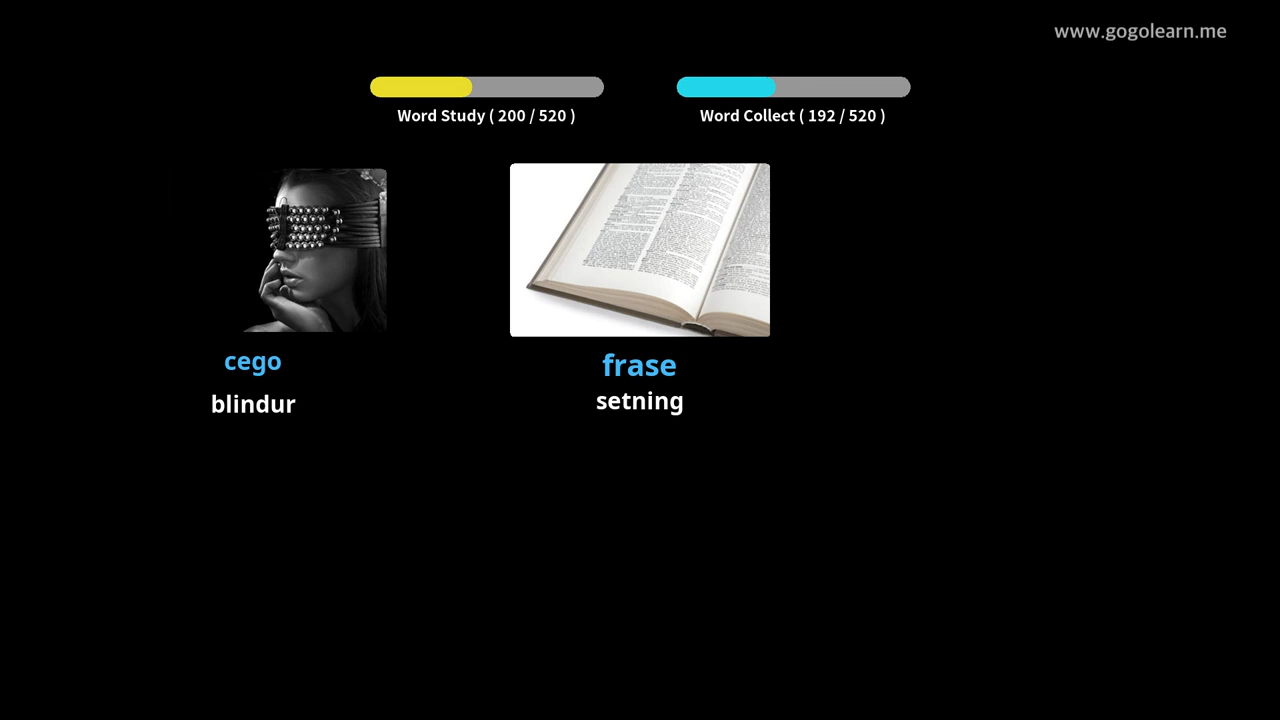 www.gogolearn.me
Word Study ( 200 / 520 )
Word Collect ( 192 / 520 )
cego
blindur
frase
setning